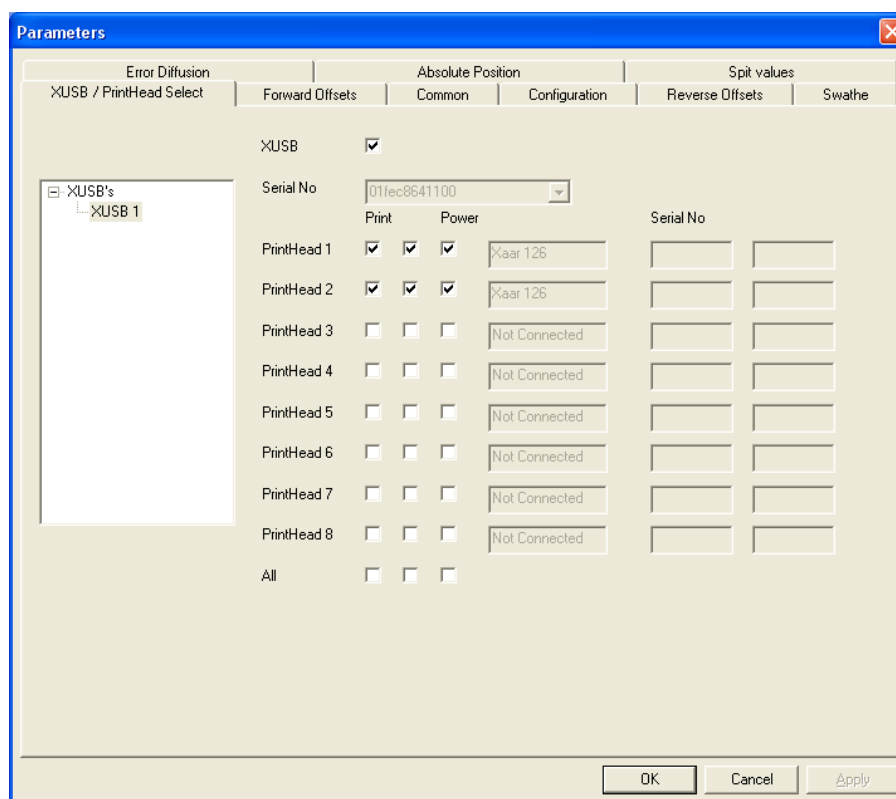 Parameters
Error Diffusion Absolute Position Spit values
XUSB / PrintHead Select Forward Offsets Common Configuration Reverse Offsets Swathe
XUSB
XUSB's
XUSB 1
Serial No 01fec8641100
Print Power Serial No
PrintHead 1 Xaar 126
PrintHead 2 Xaar 126
PrintHead 3 Not Connected
PrintHead 4 Not Connected
PrintHead 5 Not Connected
PrintHead 6 Not Connected
PrintHead 7 Not Connected
PrintHead 8 Not Connected
All
OK Cancel Apply